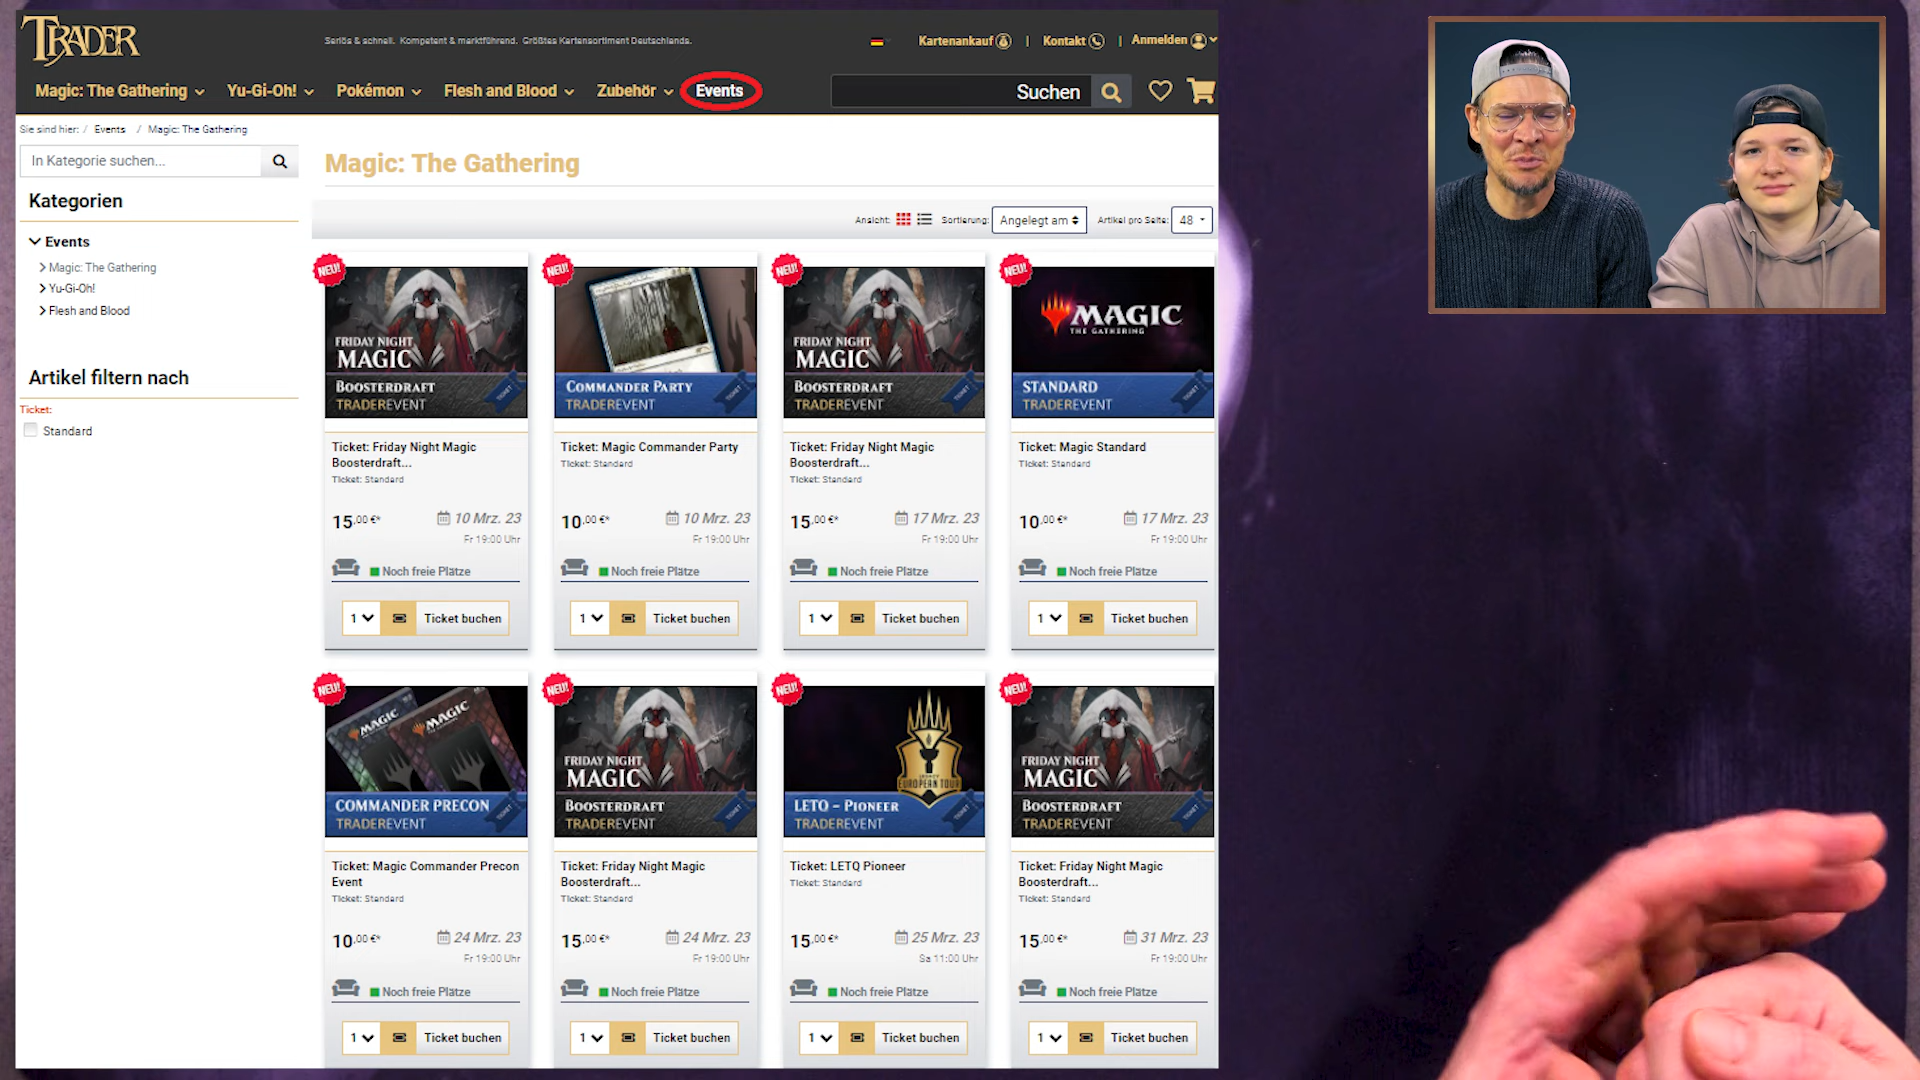 TRADER
Seriös & schnell. Kompetent & marktführend. Größtes Kartensortiment Deutschlands.
Kartenankauf | Kontakt | Anmelden
Magic: The Gathering Yu-Gi-Oh! Pokémon Flesh and Blood Zubehör Events
Suchen
Sie sind hier: / Events / Magic: The Gathering
In Kategorie suchen...
Kategorien
Events
Magic: The Gathering
Yu-Gi-Oh!
Flesh and Blood
Artikel filtern nach
Ticket:
Standard
Magic: The Gathering
Ansicht: Sortierung: Angelegt am Artikel pro Seite: 48
NEU!
FRIDAY NIGHT
MAGIC
BOOSTERDRAFT
TRADEREVENT
TICKET
Ticket: Friday Night Magic
Boosterdraft...
Ticket: Standard
15,00 €* 10 Mrz. 23
Fr 19:00 Uhr
Noch freie Plätze
1 Ticket buchen
NEU!
COMMANDER PARTY
TRADEREVENT
TICKET
Ticket: Magic Commander Party
Ticket: Standard
10,00 €* 10 Mrz. 23
Fr 19:00 Uhr
Noch freie Plätze
1 Ticket buchen
NEU!
FRIDAY NIGHT
MAGIC
BOOSTERDRAFT
TRADEREVENT
TICKET
Ticket: Friday Night Magic
Boosterdraft...
Ticket: Standard
15,00 €* 17 Mrz. 23
Fr 19:00 Uhr
Noch freie Plätze
1 Ticket buchen
NEU!
MAGIC
THE GATHERING
STANDARD
TRADEREVENT
TICKET
Ticket: Magic Standard
Ticket: Standard
10,00 €* 17 Mrz. 23
Fr 19:00 Uhr
Noch freie Plätze
1 Ticket buchen
NEU!
MAGIC
MAGIC
COMMANDER PRECON
TRADEREVENT
TICKET
Ticket: Magic Commander Precon
Event
Ticket: Standard
10,00 €* 24 Mrz. 23
Fr 19:00 Uhr
Noch freie Plätze
1 Ticket buchen
NEU!
FRIDAY NIGHT
MAGIC
BOOSTERDRAFT
TRADEREVENT
TICKET
Ticket: Friday Night Magic
Boosterdraft...
Ticket: Standard
15,00 €* 24 Mrz. 23
Fr 19:00 Uhr
Noch freie Plätze
1 Ticket buchen
NEU!
LEGACY
EUROPEAN TOUR
LETQ - PIONEER
TRADEREVENT
TICKET
Ticket: LETQ Pioneer
Ticket: Standard
15,00 €* 25 Mrz. 23
Sa 11:00 Uhr
Noch freie Plätze
1 Ticket buchen
NEU!
FRIDAY NIGHT
MAGIC
BOOSTERDRAFT
TRADEREVENT
TICKET
Ticket: Friday Night Magic
Boosterdraft...
Ticket: Standard
15,00 €* 31 Mrz. 23
Fr 19:00 Uhr
Noch freie Plätze
1 Ticket buchen